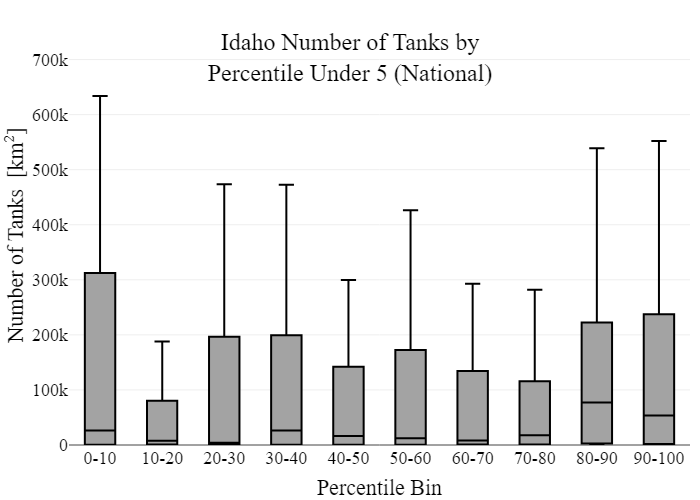 Idaho Number of Tanks by
Percentile Under 5 (National)
Number of Tanks [km²]
700k
600k
500k
400k
300k
200k
100k
0
0-10 10-20 20-30 30-40 40-50 50-60 60-70 70-80 80-90 90-100
Percentile Bin